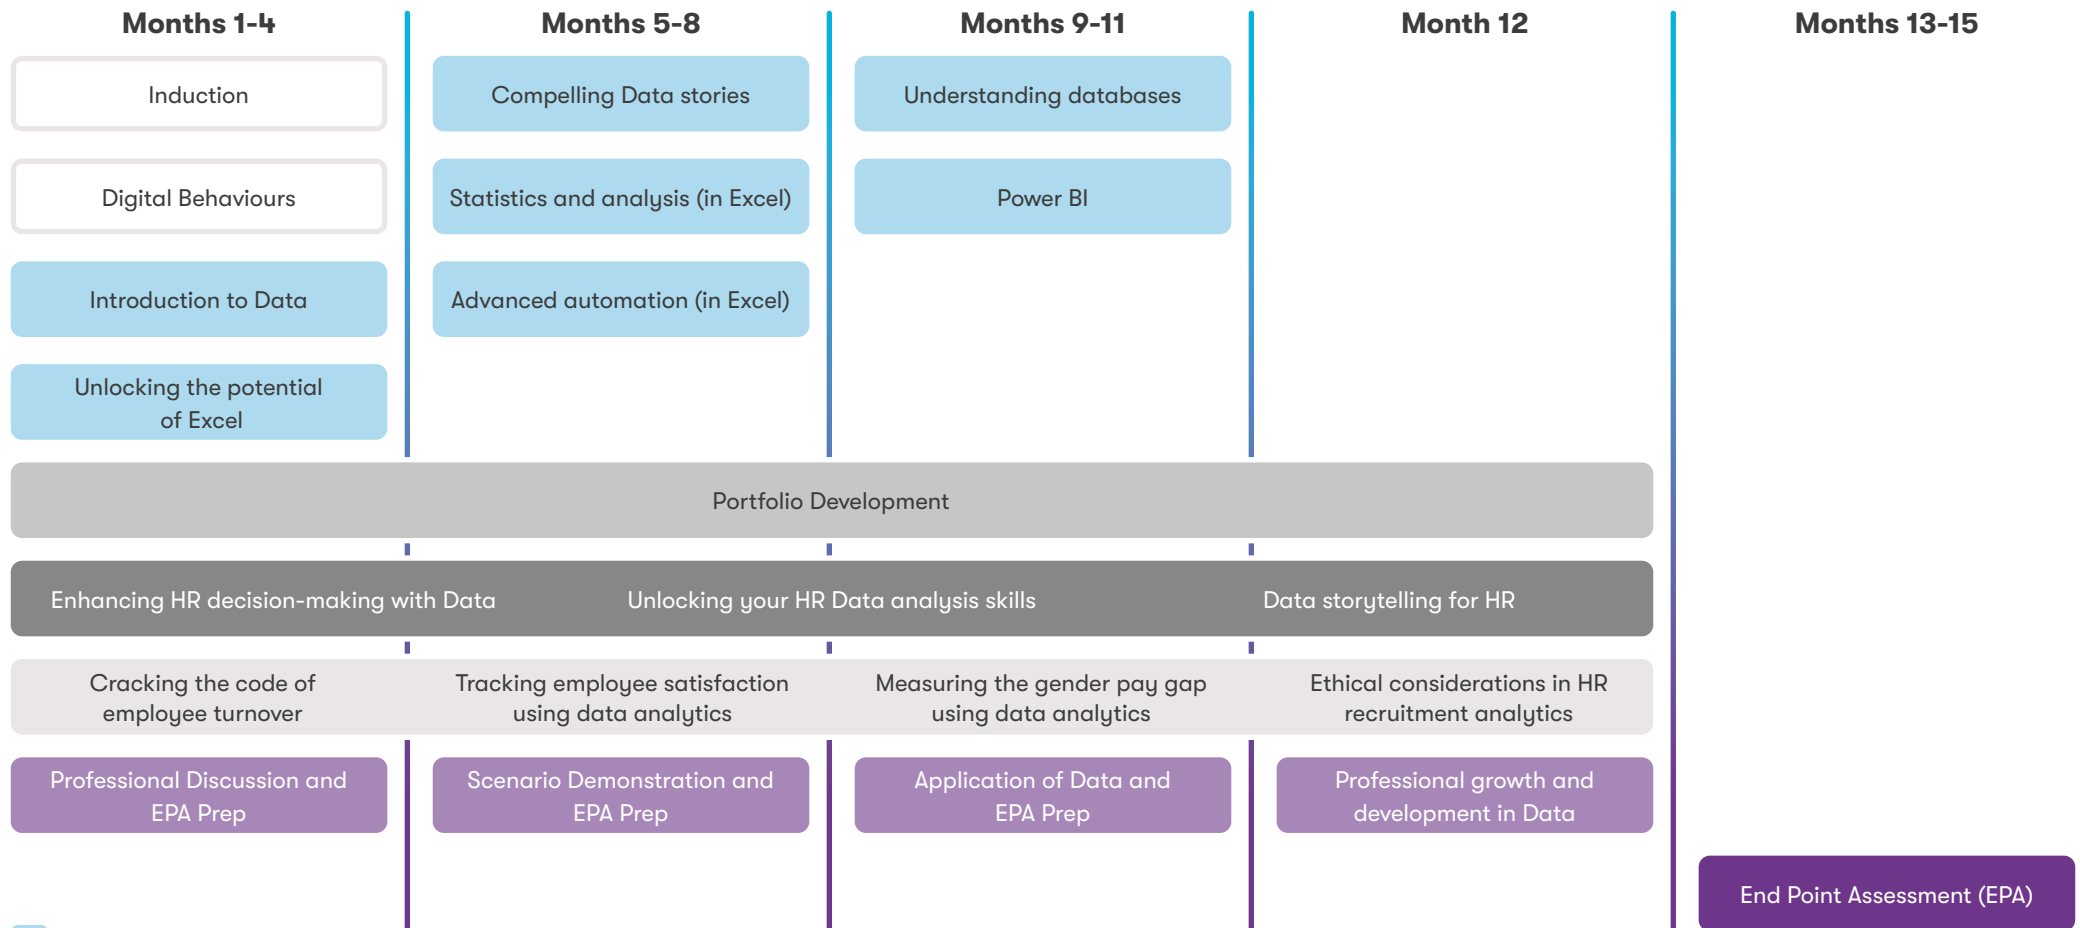 Months 1-4
Months 5-8
Months 9-11
Month 12
Months 13-15
Induction
Compelling Data stories
Understanding databases
Digital Behaviours
Statistics and analysis (in Excel)
Power BI
Introduction to Data
Advanced automation (in Excel)
Unlocking the potential
of Excel
Portfolio Development
Enhancing HR decision-making with Data
Unlocking your HR Data analysis skills
Data storytelling for HR
Cracking the code of
employee turnover
Tracking employee satisfaction
using data analytics
Measuring the gender pay gap
using data analytics
Ethical considerations in HR
recruitment analytics
Professional Discussion and
EPA Prep
Scenario Demonstration and
EPA Prep
Application of Data and
EPA Prep
Professional growth and
development in Data
End Point Assessment (EPA)